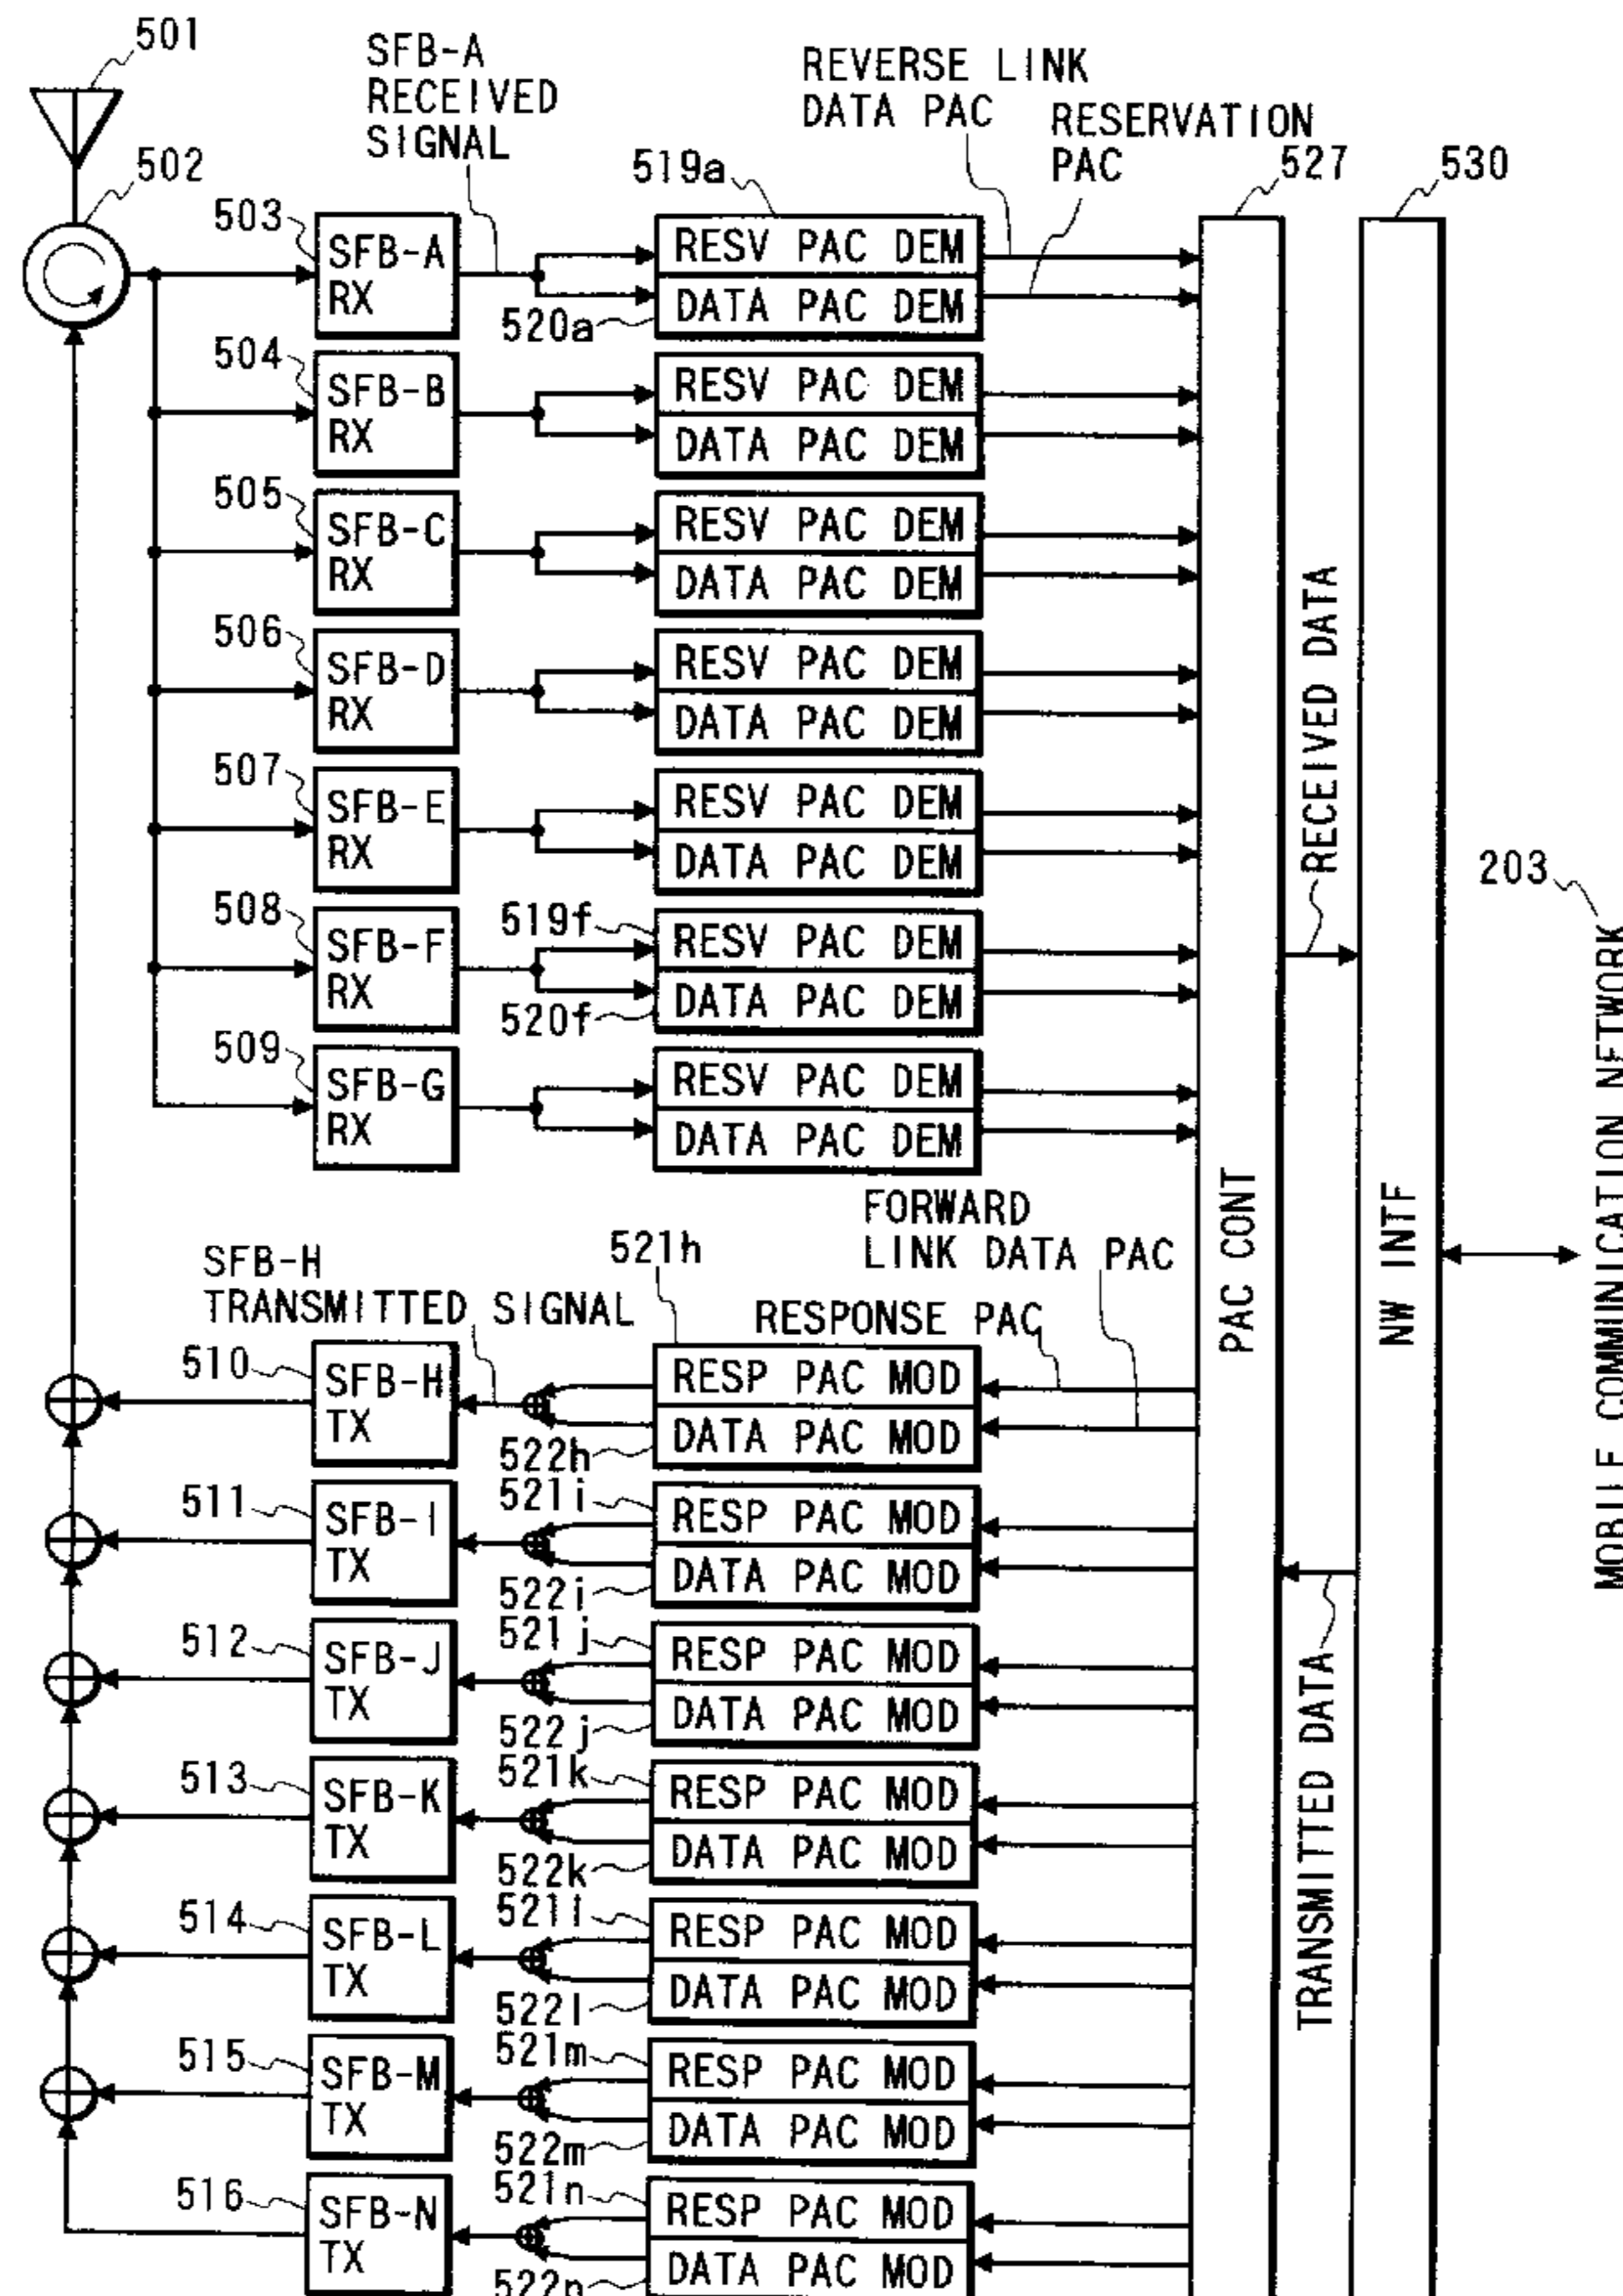 501
502
SFB-A
RECEIVED
SIGNAL
REVERSE LINK
DATA PAC
RESERVATION
PAC
527
530
519a
503
SFB-A
RX
RESV PAC DEM
DATA PAC DEM
520a
504
SFB-B
RX
RESV PAC DEM
DATA PAC DEM
505
SFB-C
RX
RESV PAC DEM
DATA PAC DEM
506
SFB-D
RX
RESV PAC DEM
DATA PAC DEM
507
SFB-E
RX
RESV PAC DEM
DATA PAC DEM
508
SFB-F
RX
519f
RESV PAC DEM
DATA PAC DEM
520f
509
SFB-G
RX
RESV PAC DEM
DATA PAC DEM
RECEIVED DATA
203
MOBILE COMMUNICATION NETWORK
PAC CONT
NW INTF
TRANSMITTED DATA
SFB-H
TRANSMITTED SIGNAL
521h
FORWARD
LINK DATA PAC
RESPONSE PAC
510
SFB-H
TX
RESP PAC MOD
DATA PAC MOD
522h
511
SFB-I
TX
521i
RESP PAC MOD
DATA PAC MOD
522i
512
SFB-J
TX
521j
RESP PAC MOD
DATA PAC MOD
522j
513
SFB-K
TX
521k
RESP PAC MOD
DATA PAC MOD
522k
514
SFB-L
TX
521l
RESP PAC MOD
DATA PAC MOD
522l
515
SFB-M
TX
521m
RESP PAC MOD
DATA PAC MOD
522m
516
SFB-N
TX
521n
RESP PAC MOD
DATA PAC MOD
522n